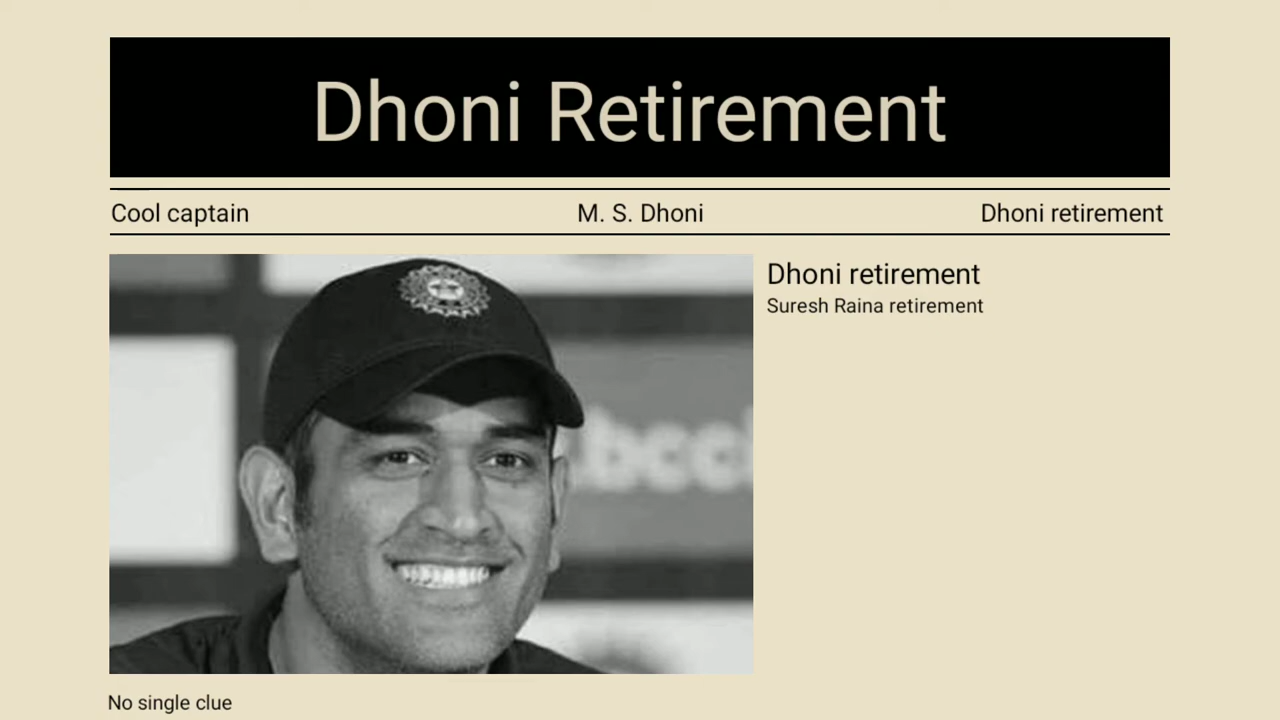 Dhoni Retirement
Cool captain M. S. Dhoni Dhoni retirement
Dhoni retirement
Suresh Raina retirement
No single clue